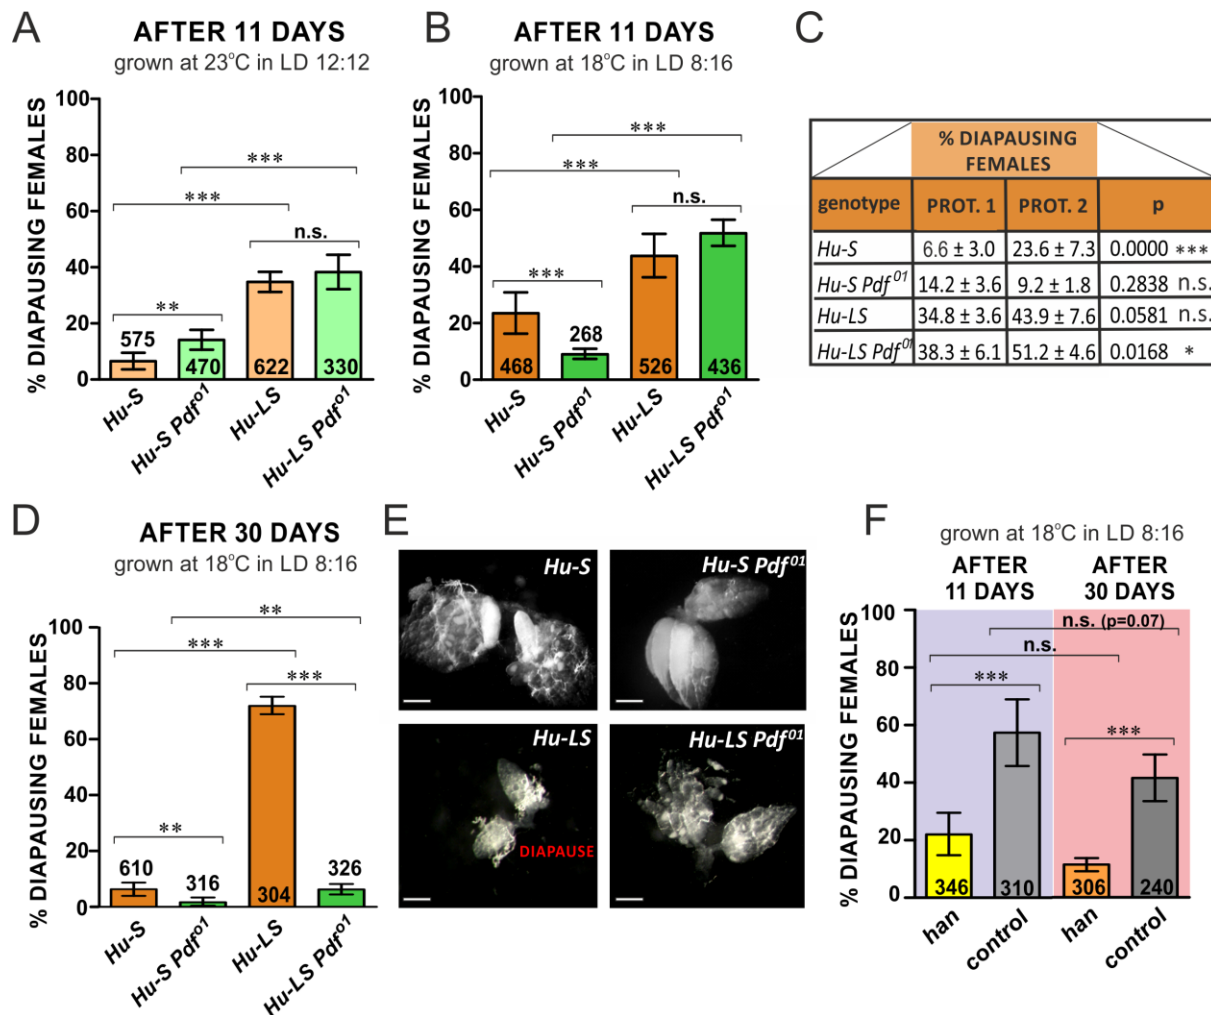 A
AFTER 11 DAYS
grown at 23°C in LD 12:12
% DIAPAUSING FEMALES
100
80
60
40
20
0
***
***
n.s.
**
575
470
622
330
Hu-S
Hu-S Pdf⁰¹
Hu-LS
Hu-LS Pdf⁰¹
B
AFTER 11 DAYS
grown at 18°C in LD 8:16
% DIAPAUSING FEMALES
100
80
60
40
20
0
***
***
n.s.
***
468
268
526
436
Hu-S
Hu-S Pdf⁰¹
Hu-LS
Hu-LS Pdf⁰¹
C
% DIAPAUSING
FEMALES
genotype PROT. 1 PROT. 2 p
Hu-S 6.6 ± 3.0 23.6 ± 7.3 0.0000 ***
Hu-S Pdf⁰¹ 14.2 ± 3.6 9.2 ± 1.8 0.2838 n.s.
Hu-LS 34.8 ± 3.6 43.9 ± 7.6 0.0581 n.s.
Hu-LS Pdf⁰¹ 38.3 ± 6.1 51.2 ± 4.6 0.0168 *
D
AFTER 30 DAYS
grown at 18°C in LD 8:16
% DIAPAUSING FEMALES
100
80
60
40
20
0
**
***
***
**
610
316
304
326
Hu-S
Hu-S Pdf⁰¹
Hu-LS
Hu-LS Pdf⁰¹
E
Hu-S
Hu-S Pdf⁰¹
Hu-LS
DIAPAUSE
Hu-LS Pdf⁰¹
F
grown at 18°C in LD 8:16
AFTER
11 DAYS
AFTER
30 DAYS
% DIAPAUSING FEMALES
100
80
60
40
20
0
n.s. (p=0.07)
n.s.
***
***
346
310
306
240
han
control
han
control